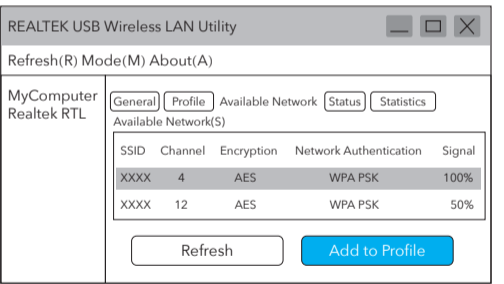 REALTEK USB Wireless LAN Utility
Refresh(R) Mode(M) About(A)
MyComputer
Realtek RTL
General Profile Available Network Status Statistics
Available Network(S)
SSID Channel Encryption Network Authentication Signal
XXXX 4 AES WPA PSK 100%
XXXX 12 AES WPA PSK 50%
Refresh Add to Profile